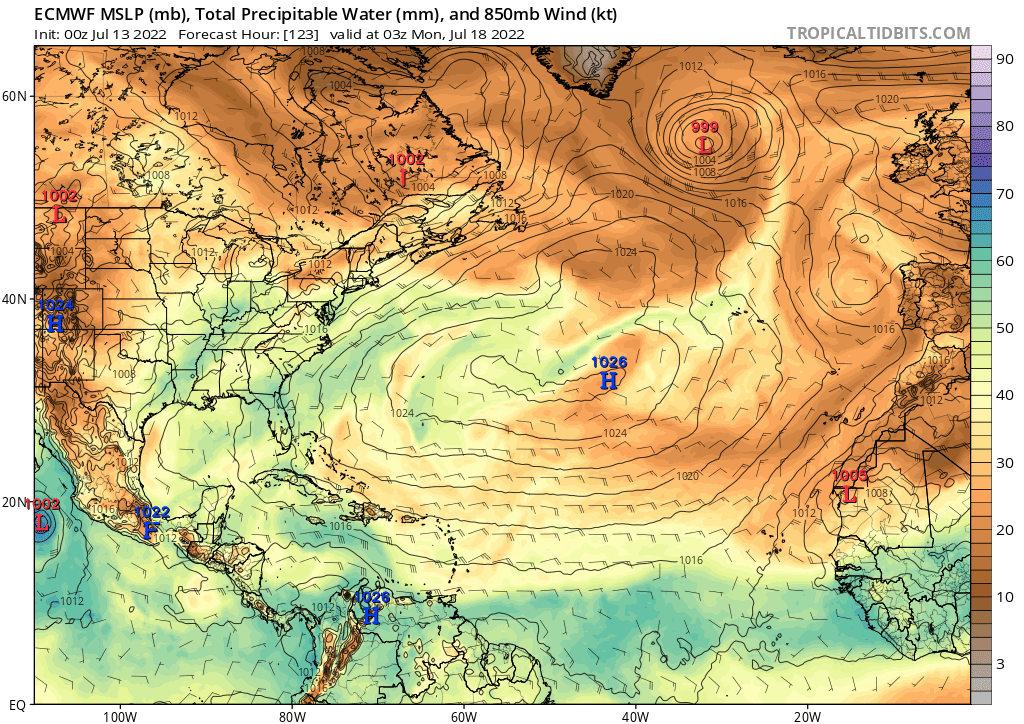 ECMWF MSLP (mb), Total Precipitable Water (mm), and 850mb Wind (kt)
Init: 00z Jul 13 2022 Forecast Hour: [123] valid at 03z Mon, Jul 18 2022
TROPICALTIDBITS.COM
1008
1012
1016
90
1004
60N
1020
1012
999
L
80
1002
L
1004
1008
1008
1004
1008
70
1002
L
1020
1016
1012
1012
1016
1004
1012
1024
60
1012
40N
1024
H
1016
1016
50
1008
1026
H
1016
1012
40
1024
1024
1012
1020
1005
L
1008
30
20N
1002
L
1016
1022
1012
1016
1012
20
1016
1026
H
1012
1012
10
3
EQ
100W
80W
60W
40W
20W